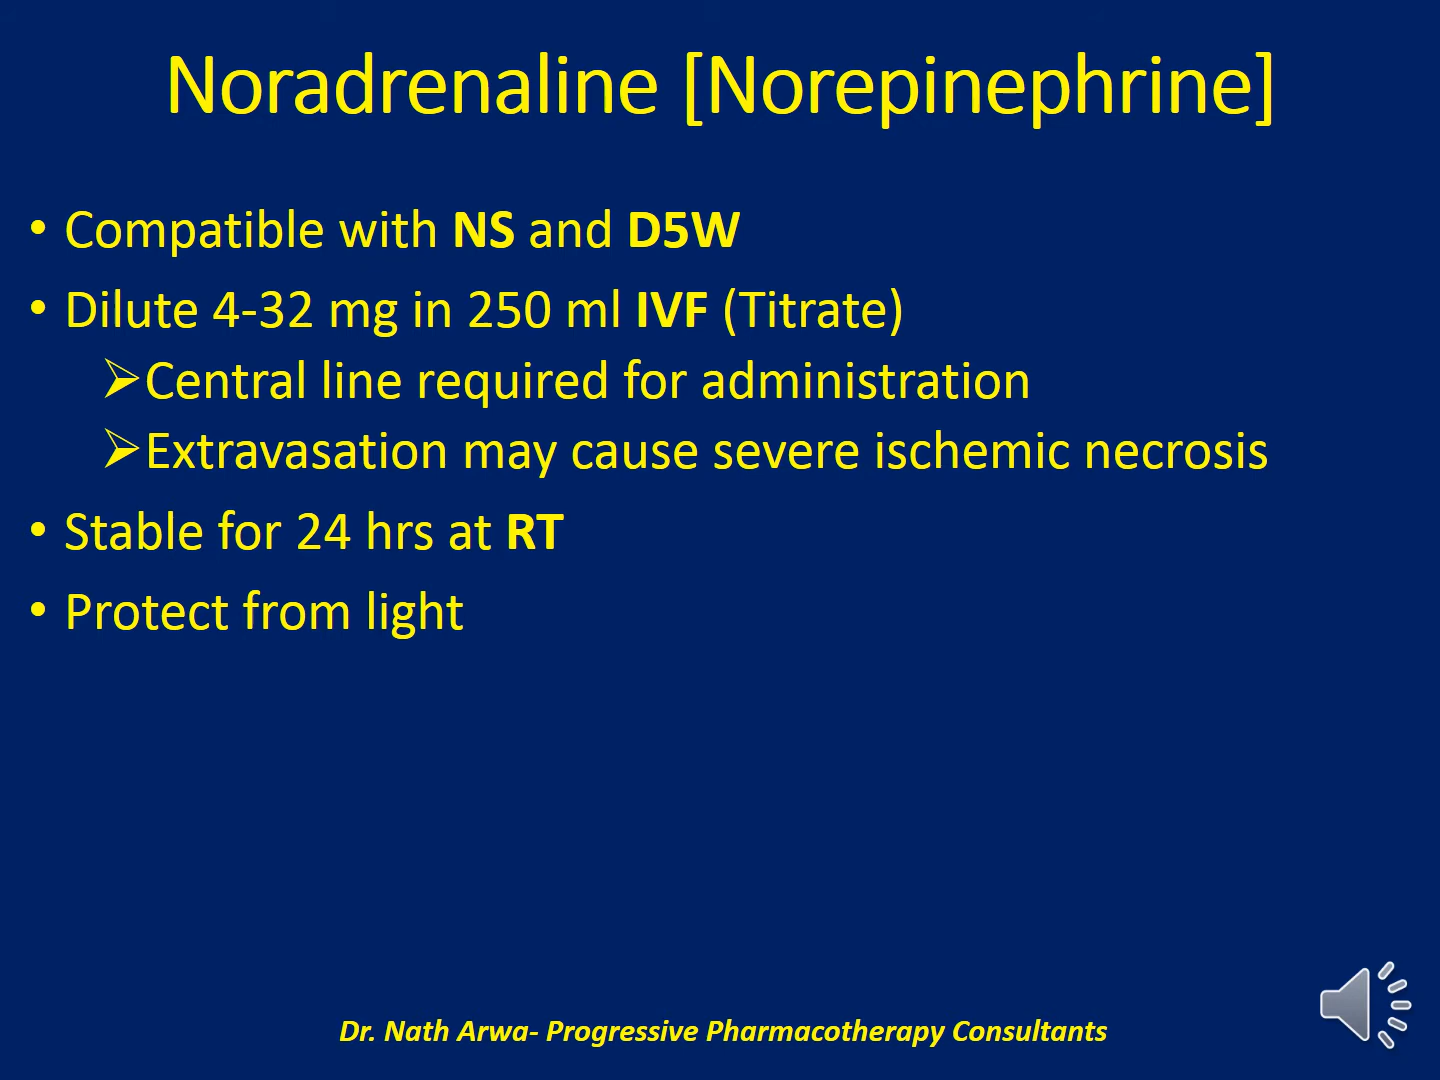 Noradrenaline [Norepinephrine]
• Compatible with NS and D5W
• Dilute 4-32 mg in 250 ml IVF (Titrate)
➢Central line required for administration
➢Extravasation may cause severe ischemic necrosis
• Stable for 24 hrs at RT
• Protect from light
Dr. Nath Arwa- Progressive Pharmacotherapy Consultants